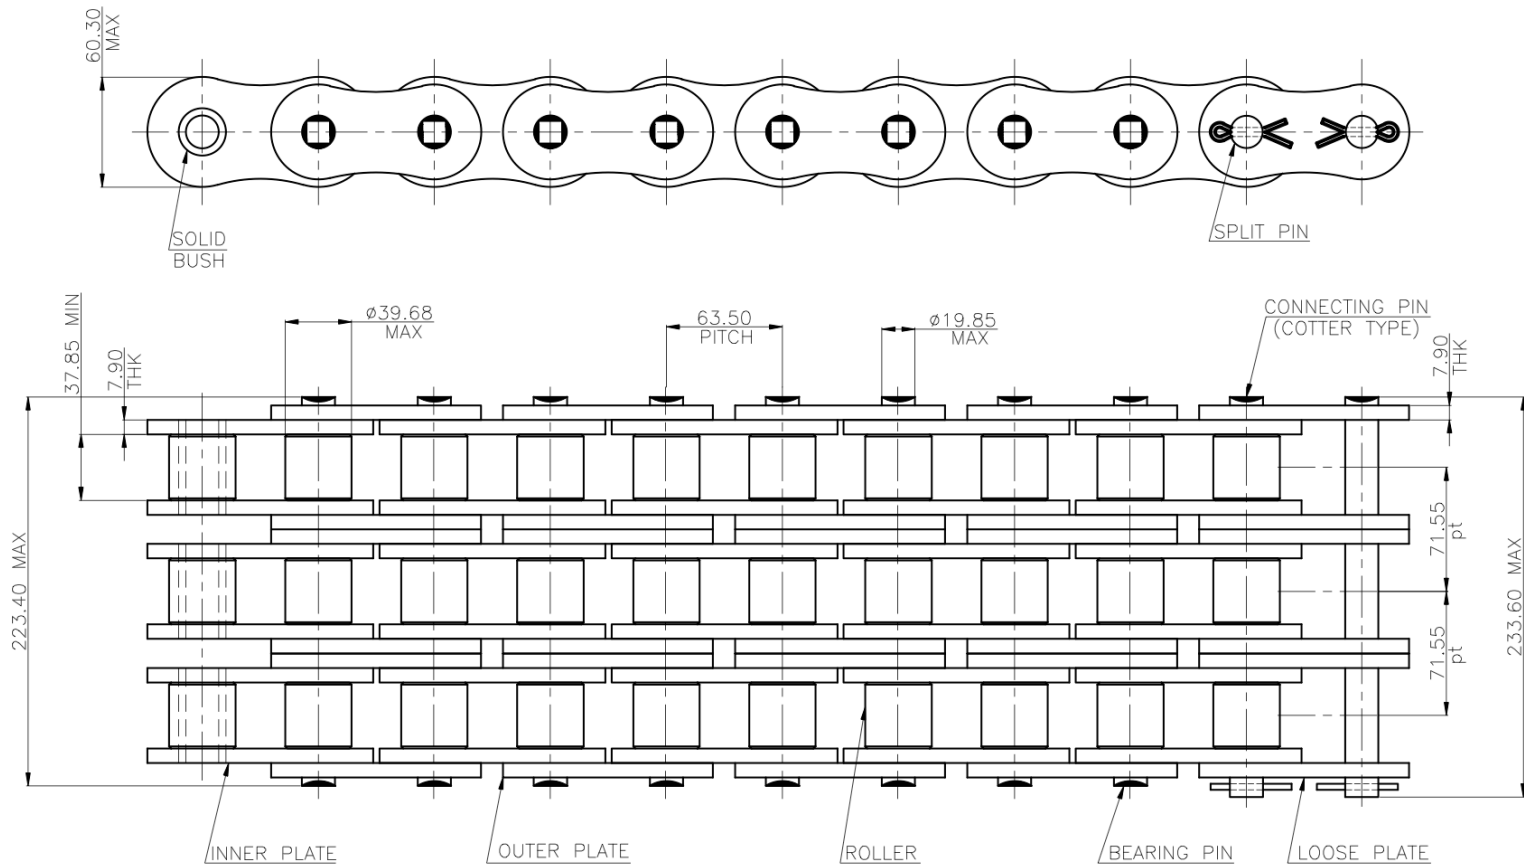 60.30
MAX
SOLID
BUSH
SPLIT PIN
37.85 MIN
7.90
THK
ø39.68
MAX
63.50
PITCH
ø19.85
MAX
CONNECTING PIN
(COTTER TYPE)
7.90
THK
223.40 MAX
71.55
pt
71.55
pt
233.60 MAX
INNER PLATE
OUTER PLATE
ROLLER
BEARING PIN
LOOSE PLATE